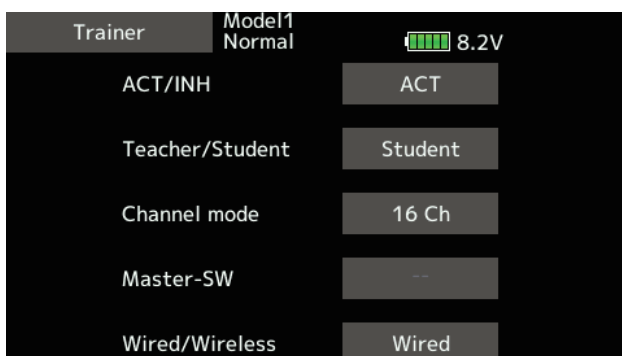 Trainer
Model1
Normal
8.2V
ACT/INH ACT
Teacher/Student Student
Channel mode 16 Ch
Master-SW --
Wired/Wireless Wired